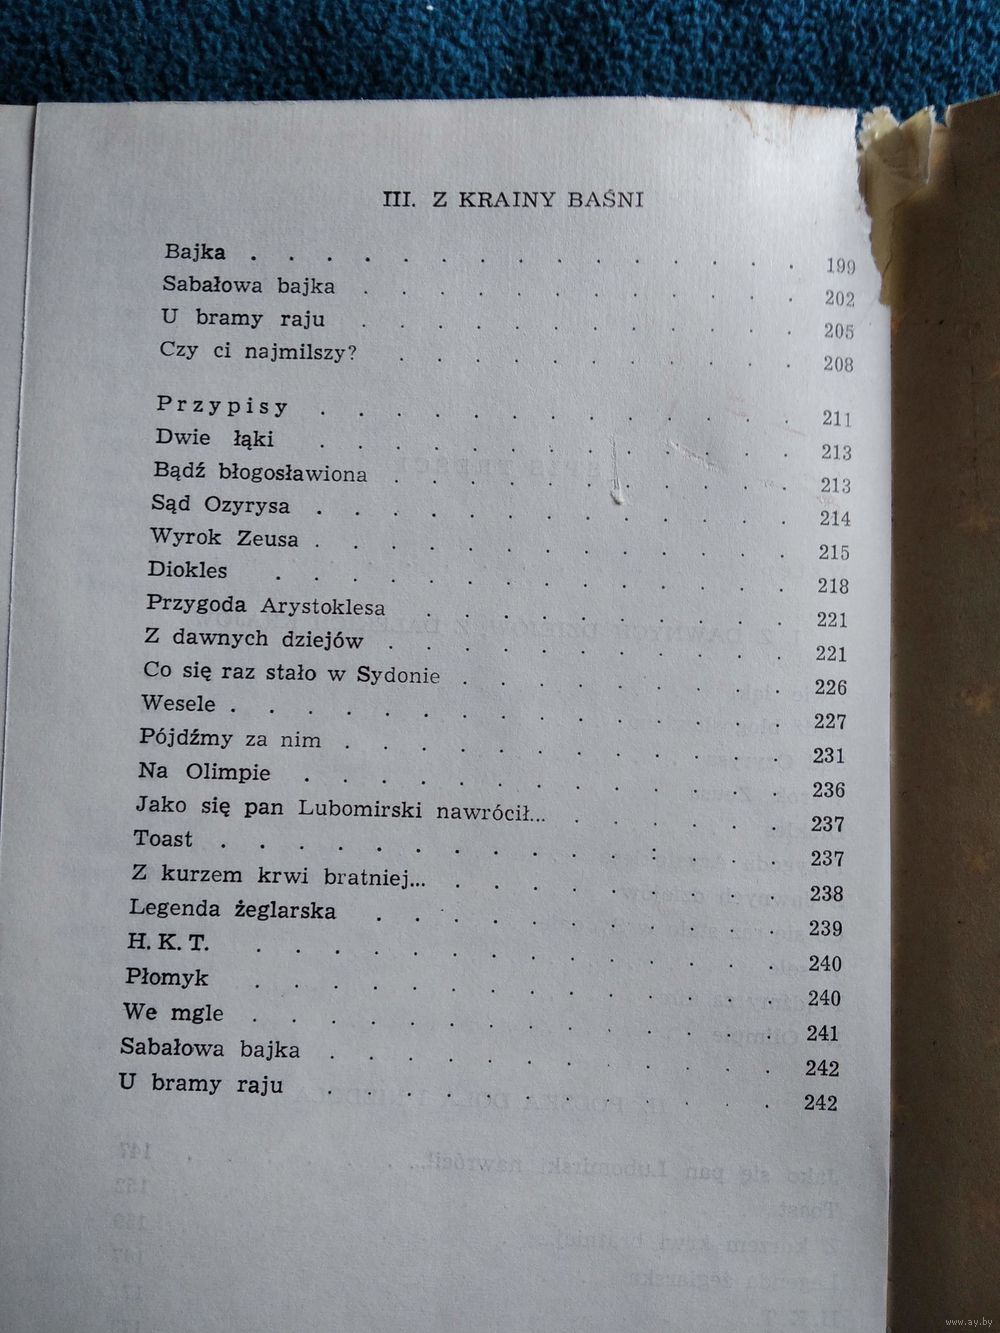 III. Z KRAINY BAŚNI
Bajka . . . . . . . . . . . . . . . 199
Sabałowa bajka . . . . . . . . . . . . 202
U bramy raju . . . . . . . . . . . . 205
Czy ci najmilszy? . . . . . . . . . . . 208
Przypisy . . . . . . . . . . . . . 211
Dwie łąki . . . . . . . . . . . . . 213
Bądź błogosławiona . . . . . . . . . . . 213
Sąd Ozyrysa . . . . . . . . . . . . . 214
Wyrok Zeusa . . . . . . . . . . . . . 215
Diokles . . . . . . . . . . . . . . 218
Przygoda Arystoklesa . . . . . . . . . . 221
Z dawnych dziejów . . . . . . . . . . . 221
Co się raz stało w Sydonie . . . . . . . . . 226
Wesele . . . . . . . . . . . . . . . 227
Pójdźmy za nim . . . . . . . . . . . . 231
Na Olimpie . . . . . . . . . . . . . 236
Jako się pan Lubomirski nawrócił... . . . . . . 237
Toast . . . . . . . . . . . . . . . 237
Z kurzem krwi bratniej... . . . . . . . . . 238
Legenda żeglarska . . . . . . . . . . . 239
H. K. T. . . . . . . . . . . . . . . 240
Płomyk . . . . . . . . . . . . . . 240
We mgle . . . . . . . . . . . . . . 241
Sabałowa bajka . . . . . . . . . . . . 242
U bramy raju . . . . . . . . . . . . 242
www.ay.by